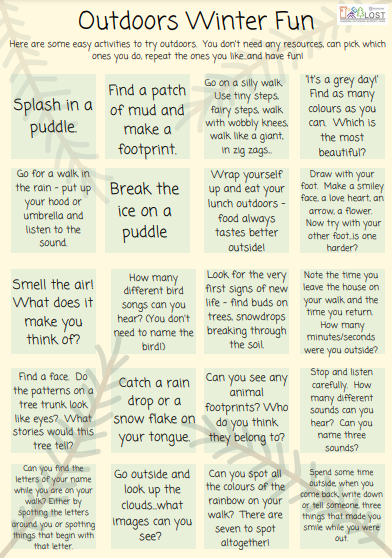 Outdoors Winter Fun
LOST
Here are some easy activities to try outdoors. You don't need any resources, can pick which
ones you do, repeat the ones you like..and have fun!
Splash in a
puddle.
Find a patch
of mud and
make a
footprint.
Go on a silly walk.
Use tiny steps,
fairy steps, walk
with wobbly knees,
walk like a giant,
in zig zags..
'It's a grey day!'
Find as many
colours as you
can. Which is
the most
beautiful?
Go for a walk in
the rain - put up
your hood or
umbrella and
listen to the
sound.
Break the
ice on a
puddle
Wrap yourself
up and eat your
lunch outdoors -
food always
tastes better
outside!
Draw with your
foot. Make a smiley
face, a love heart, an
arrow, a flower.
Now try with your
other foot..is one
harder?
Smell the air!
What does it
make you
think of?
How many
different bird
songs can you
hear? (You don't
need to name the
bird!)
Look for the very
first signs of new
life - find buds on
trees, snowdrops
breaking through
the soil.
Note the time you
leave the house on
your walk and the
time you return.
How many
minutes/seconds
were you outside?
Find a face. Do
the patterns on a
tree trunk look
like eyes?.. What
stories would this
tree tell?
Catch a rain
drop or a
snow flake on
your tongue.
Can you see any
animal
footprints? Who
do you think
they belong to?
Stop and listen
carefully. How
many different
sounds can you
hear? Can you
name three
sounds?
Can you find the
letters of your name
while you are on your
walk? Either by
spotting the letters
around you or spotting
things that begin with
that letter.
Go outside and
look up the
clouds...what
images can you
see?
Can you spot all
the colours of the
rainbow on your
walk? There are
seven to spot
altogether!
Spend some time
outside, when you
come back, write down
or tell someone, three
things that made you
smile while you were
out.